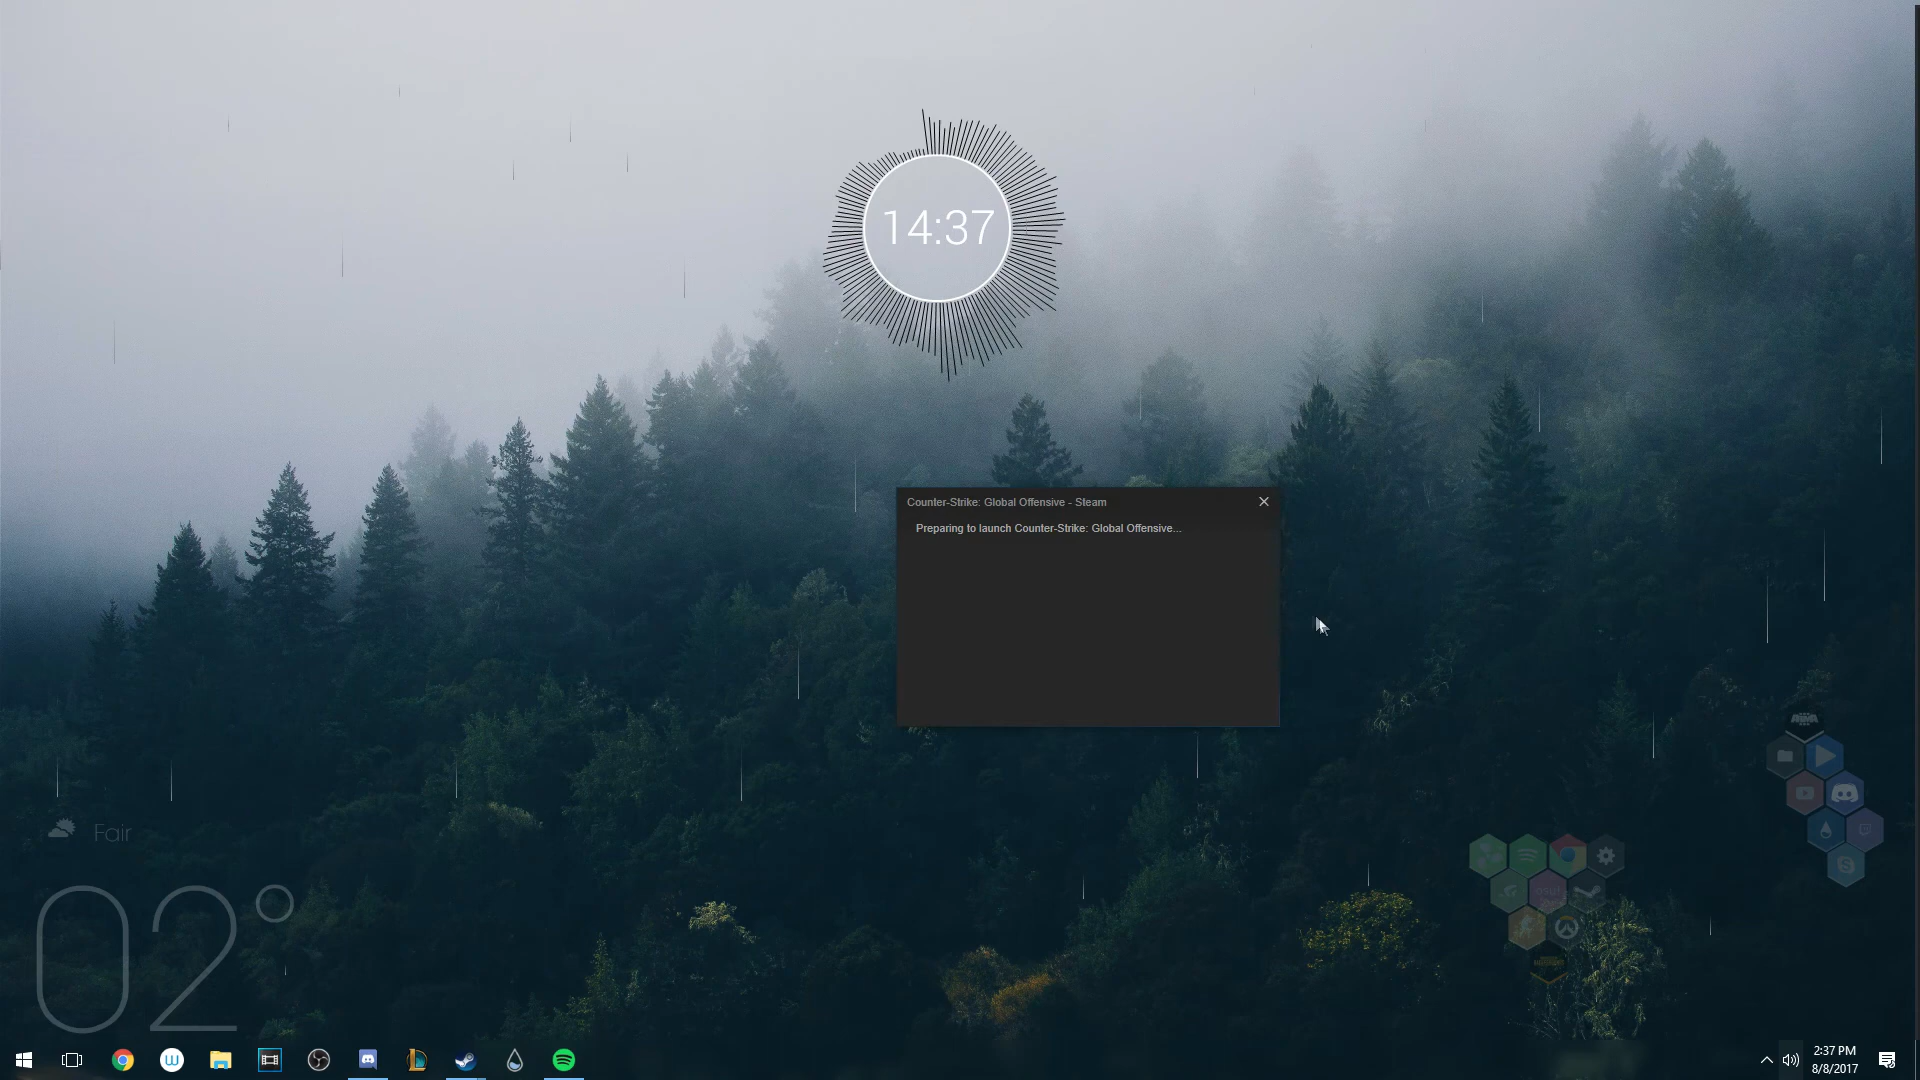 14:37
Counter-Strike: Global Offensive - Steam
Preparing to launch Counter-Strike: Global Offensive...
Fair
02°
2:37 PM
8/8/2017